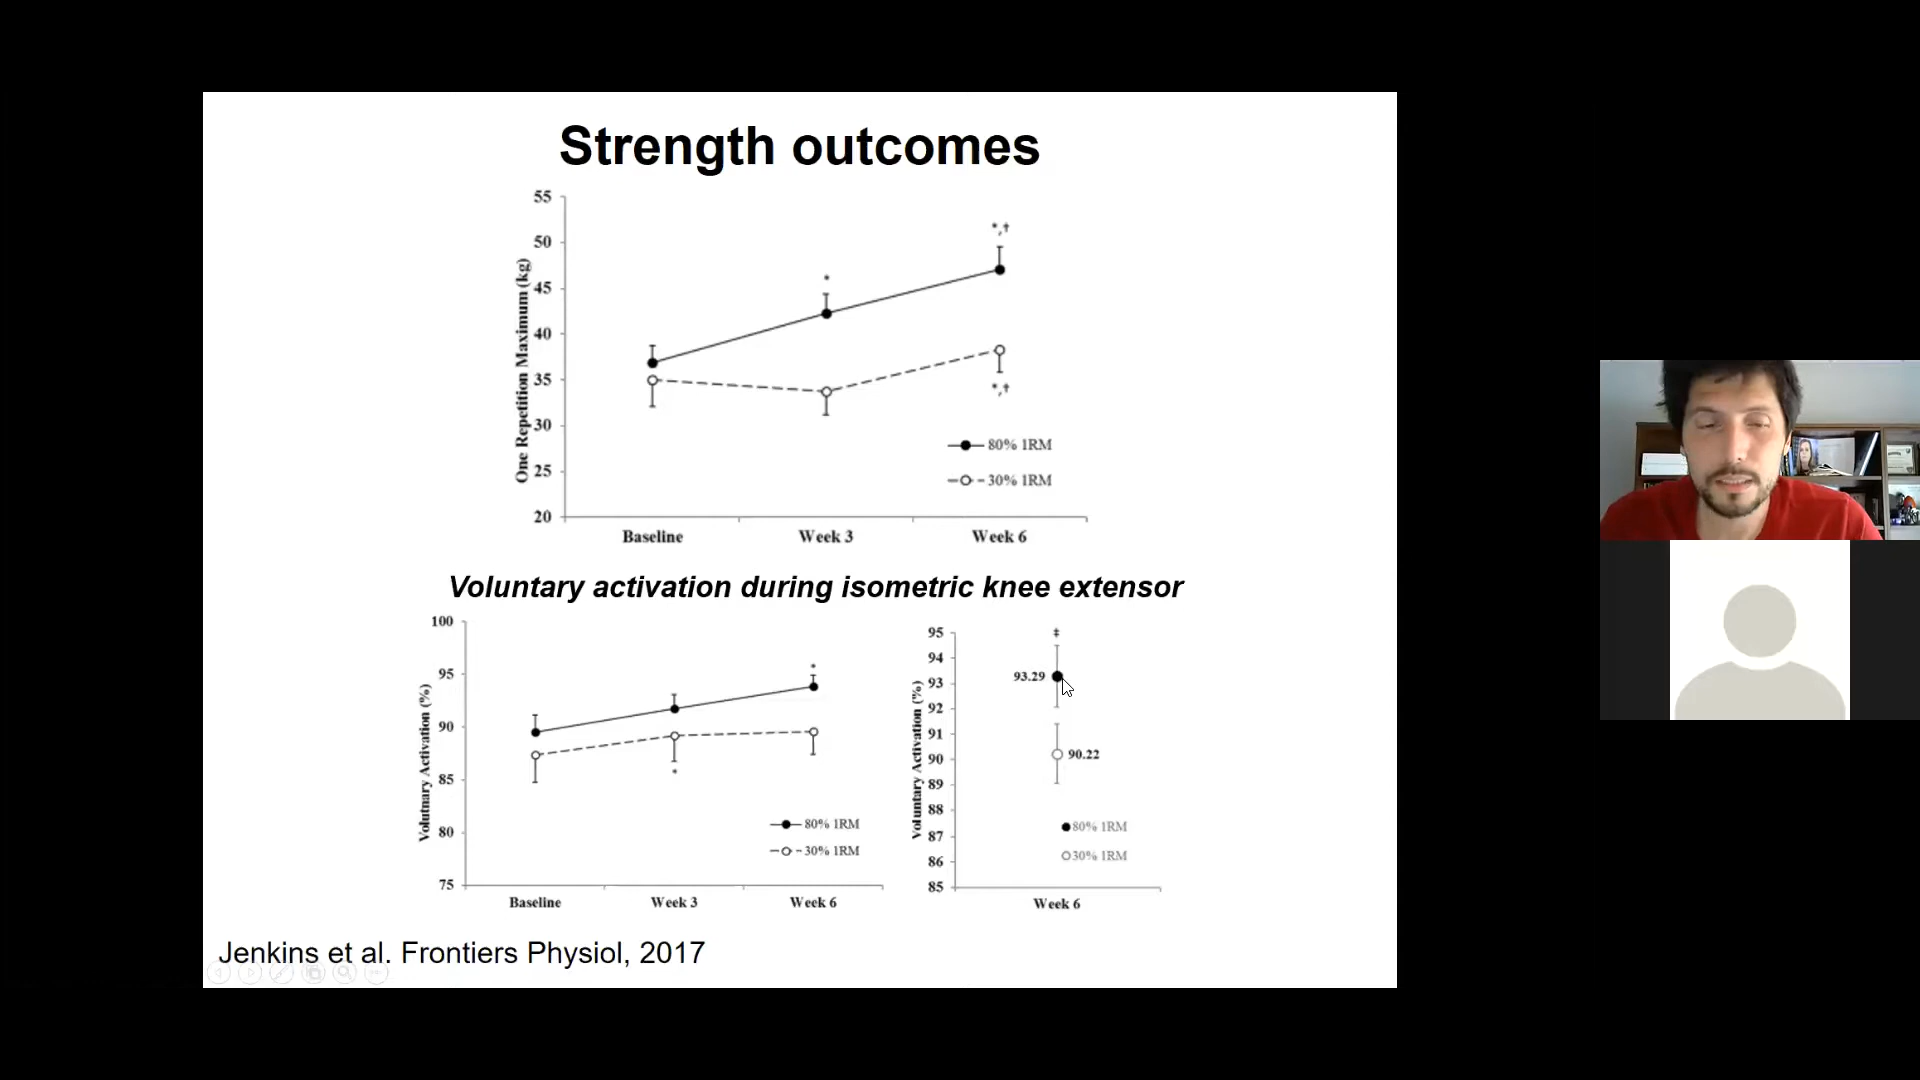 Strength outcomes
55
50
45
40
35
30
25
20
One Repetition Maximum (kg)
*
*,†
*,†
80% 1RM
30% 1RM
Baseline
Week 3
Week 6
Voluntary activation during isometric knee extensor
100
95
90
85
80
75
Volutnary Activation (%)
*
*
80% 1RM
30% 1RM
Baseline
Week 3
Week 6
95
94
93
92
91
90
89
88
87
86
85
Voluntary Activation (%)
‡
93.29
90.22
80% 1RM
30% 1RM
Week 6
Jenkins et al. Frontiers Physiol, 2017